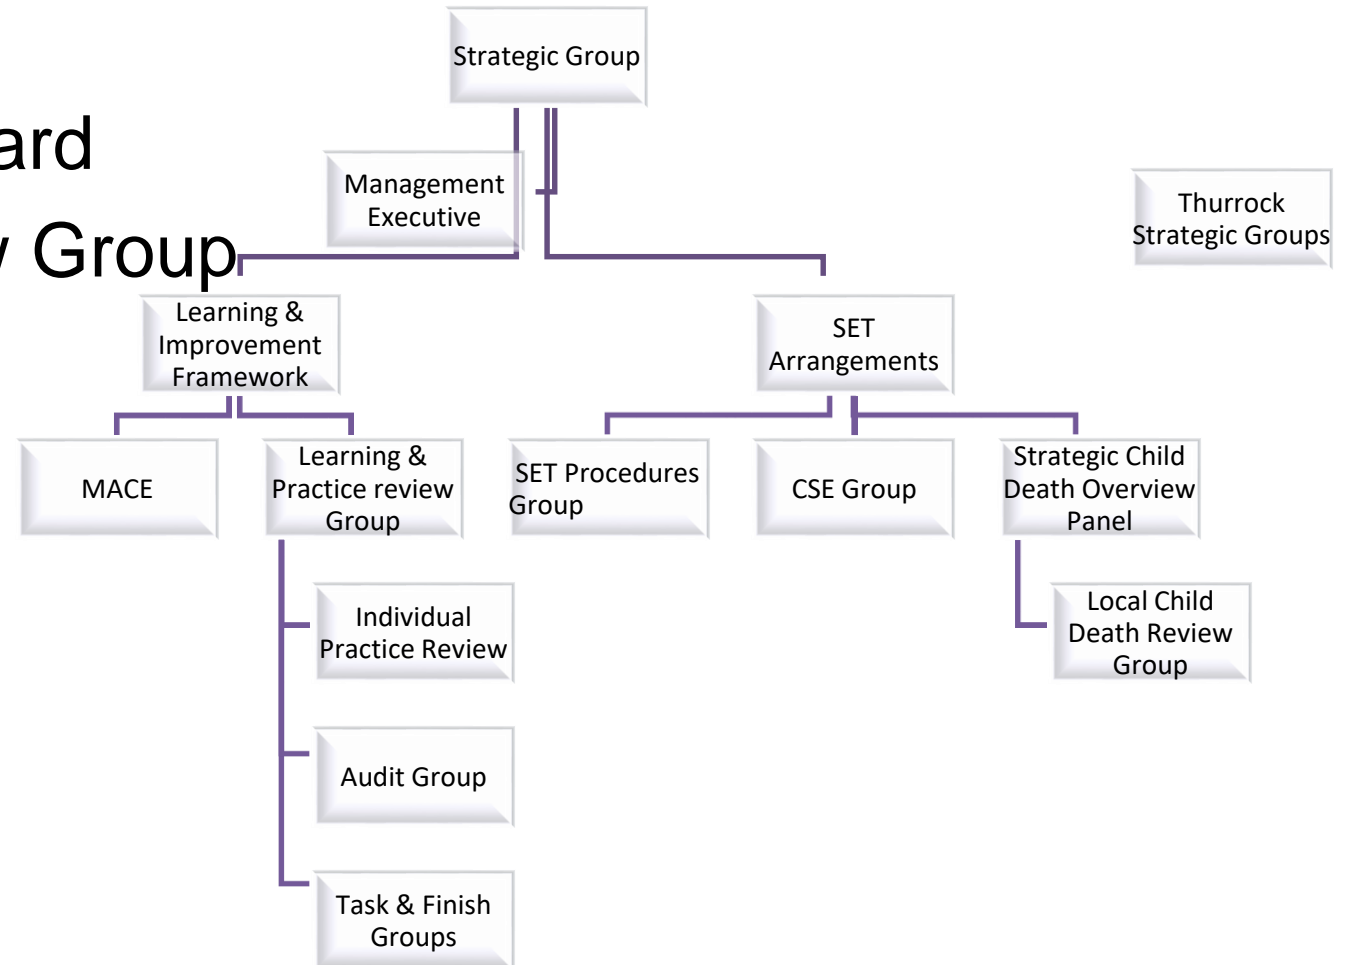 Strategic Group
ard
Management
Executive
Thurrock
Strategic Groups
Group
Learning &
Improvement
Framework
SET
Arrangements
MACE
Learning &
Practice review
Group
SET Procedures
Group
CSE Group
Strategic Child
Death Overview
Panel
Individual
Practice Review
Local Child
Death Review
Group
Audit Group
Task & Finish
Groups